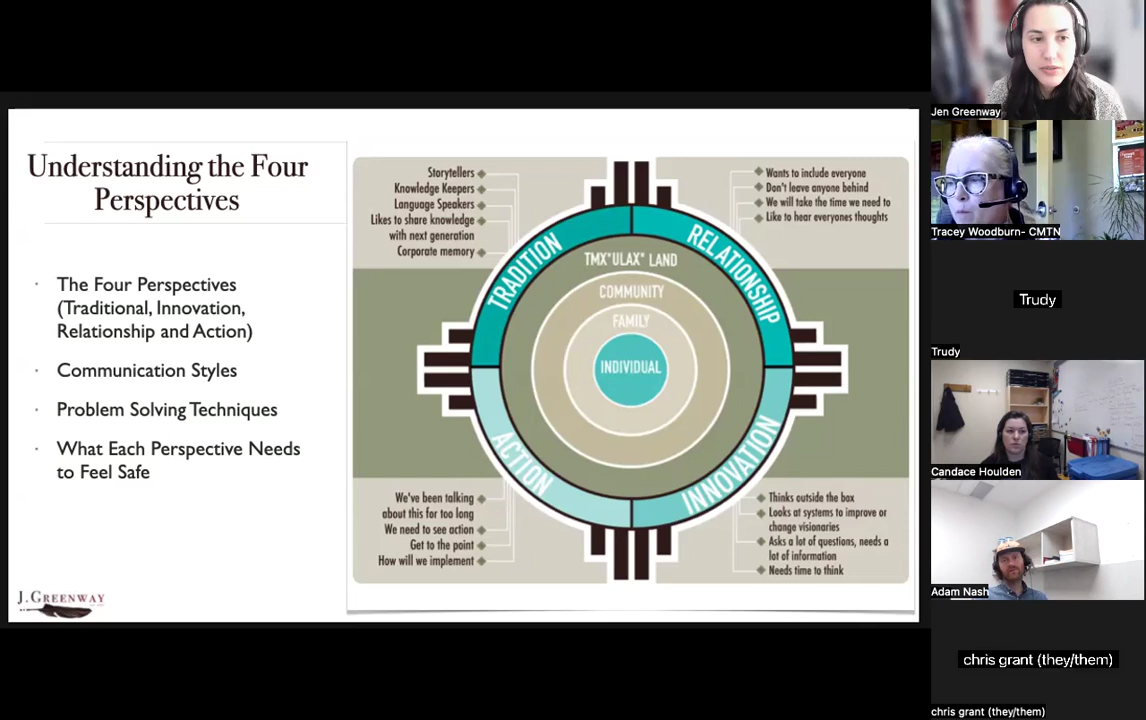 Understanding the Four
Perspectives
· The Four Perspectives
(Traditional, Innovation,
Relationship and Action)
· Communication Styles
· Problem Solving Techniques
· What Each Perspective Needs
to Feel Safe
J. GREENWAY
Storytellers
Knowledge Keepers
Language Speakers
Likes to share knowledge
with next generation
Corporate memory
Wants to include everyone
Don't leave anyone behind
We will take the time we need to
Like to hear everyones thoughts
TRADITION
RELATIONSHIP
TMXʷULAXʷ LAND
COMMUNITY
FAMILY
INDIVIDUAL
ACTION
INNOVATION
We've been talking
about this for too long
We need to see action
Get to the point
How will we implement
Thinks outside the box
Looks at systems to improve or
change visionaries
Asks a lot of questions, needs a
lot of information
Needs time to think
Jen Greenway
Tracey Woodburn- CMTN
Trudy
Trudy
Candace Houlden
Adam Nash
chris grant (they/them)
chris grant (they/them)